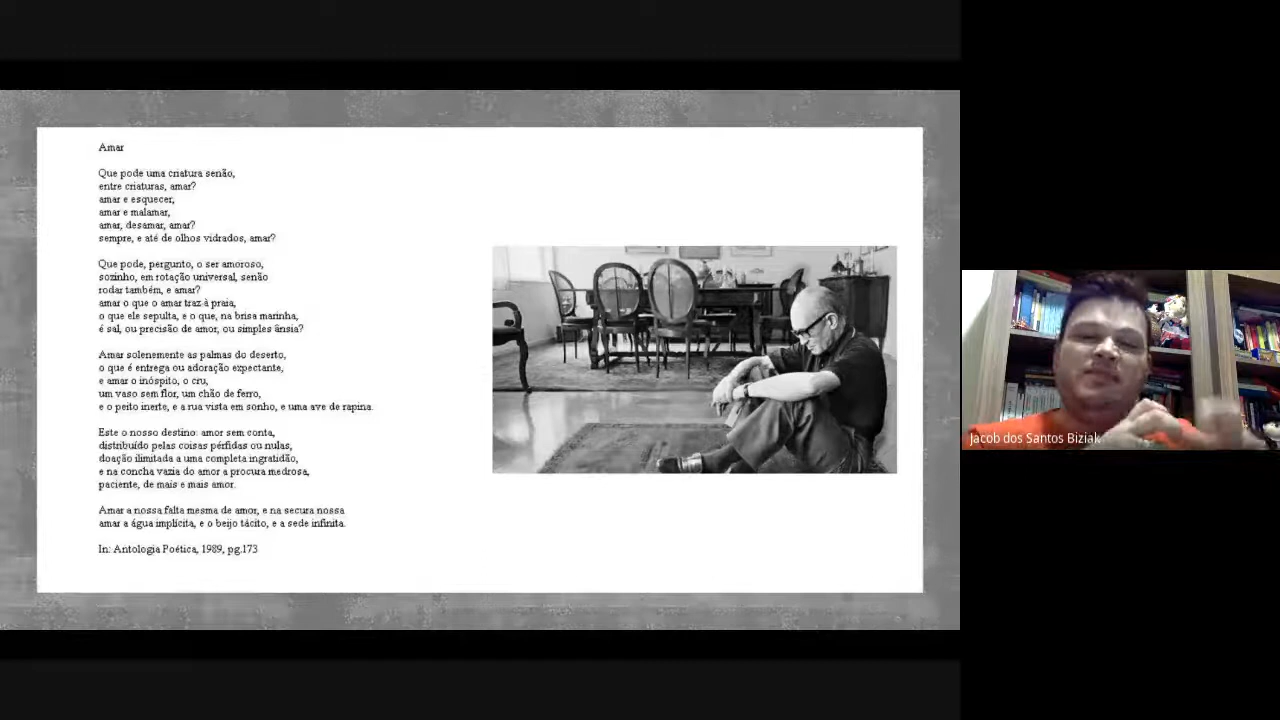 Amar
Que pode uma criatura senão,
entre criaturas, amar?
amar e esquecer,
amar e malamar,
amar, desamar, amar?
sempre, e até de olhos vidrados, amar?
Que pode, pergunto, o ser amoroso,
sozinho, em rotação universal, senão
rodar também, e amar?
amar o que o amar traz à praia,
o que ele sepulta, e o que, na brisa marinha,
é sal, ou precisão de amor, ou simples ânsia?
Amar solenemente as palmas do deserto,
o que é entrega ou adoração expectante,
e amar o inóspito, o cru,
um vaso sem flor, um chão de ferro,
e o peito inerte, e a rua vista em sonho, e uma ave de rapina.
Este o nosso destino: amor sem conta,
distribuído pelas coisas pérfidas ou nulas,
doação ilimitada a uma completa ingratidão,
e na concha vazia do amor a procura medrosa,
paciente, de mais e mais amor.
Amar a nossa falta mesma de amor, e na secura nossa
amar a água implícita, e o beijo tácito, e a sede infinita.
In: Antologia Poética, 1989, pg.173
Jacob dos Santos Biziak